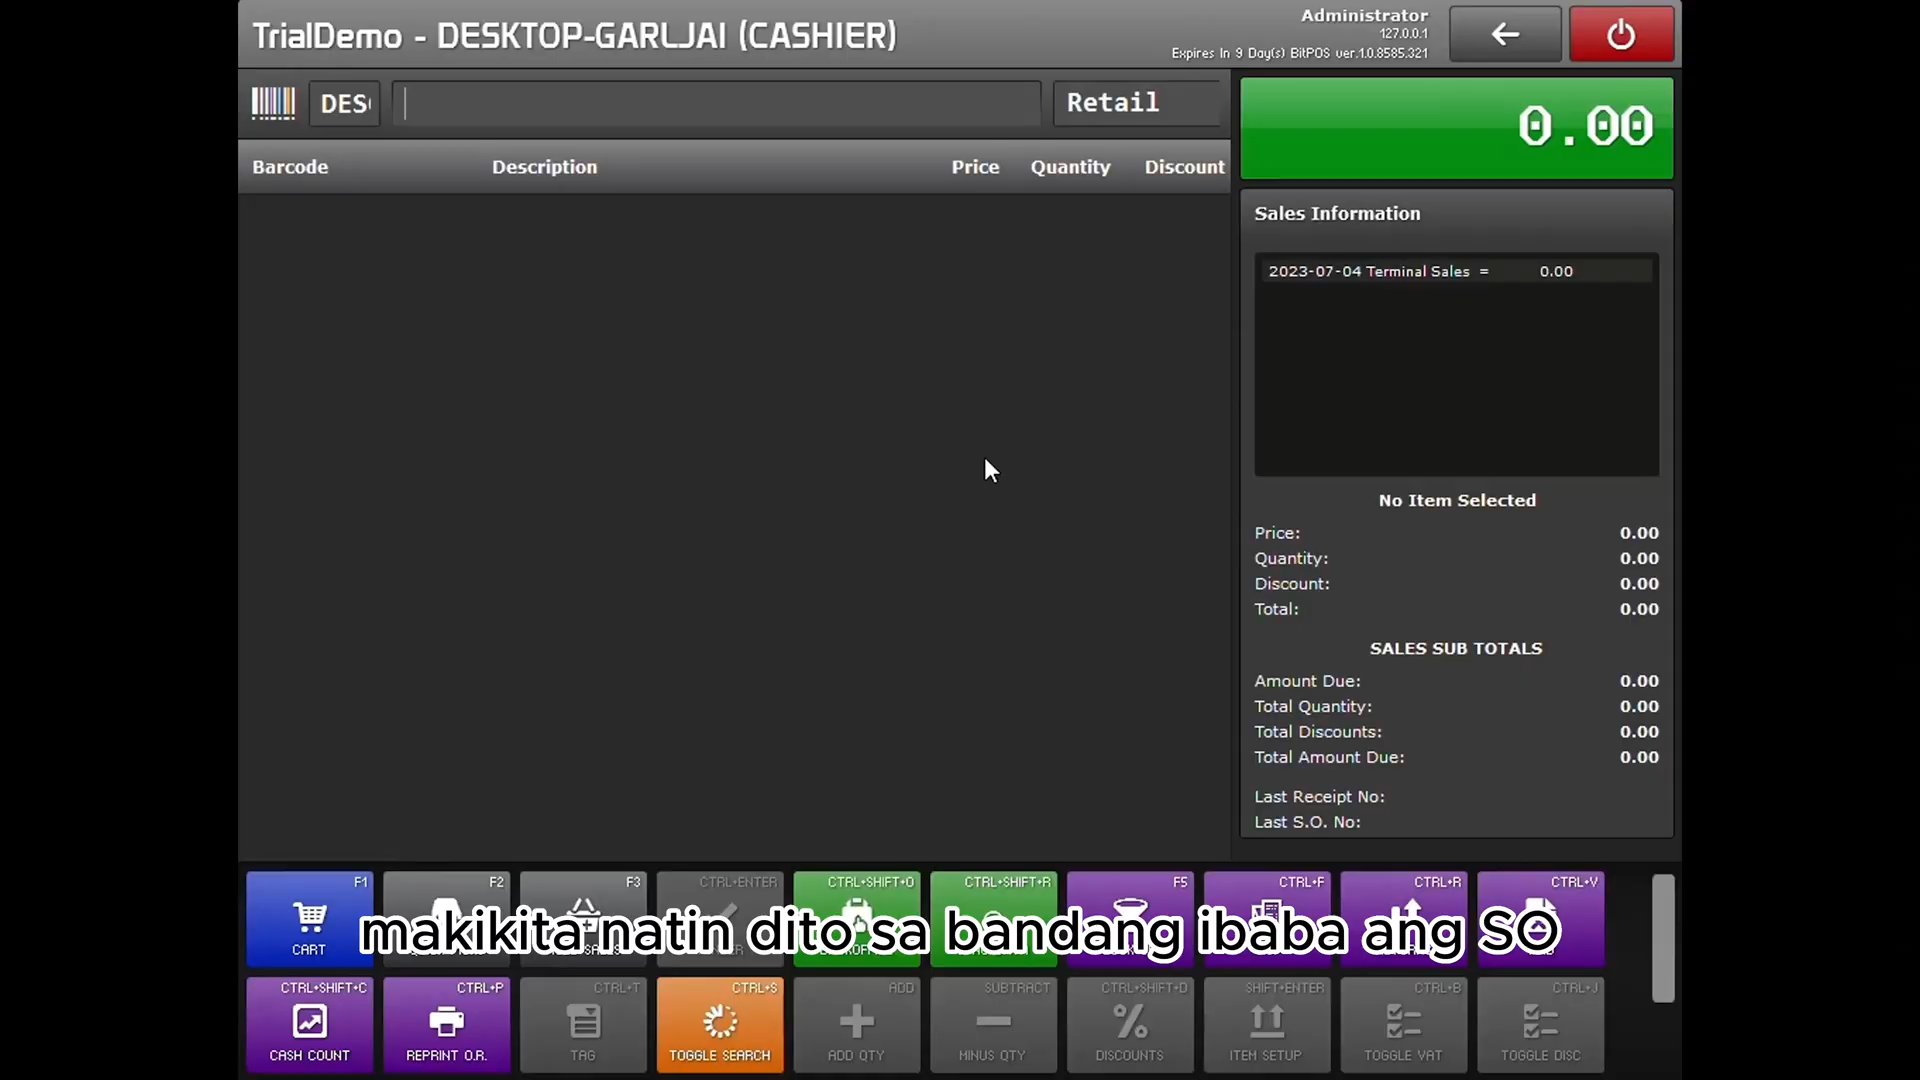 TrialDemo - DESKTOP-GARLJAI (CASHIER)
Administrator
127.0.0.1
Expires In 9 Day(s) BitPOS ver.1.0.8585.321
Retail
0.00
Barcode Description Price Quantity Discount
Sales Information
2023-07-04 Terminal Sales = 0.00
No Item Selected
Price: 0.00
Quantity: 0.00
Discount: 0.00
Total: 0.00
SALES SUB TOTALS
Amount Due: 0.00
Total Quantity: 0.00
Total Discounts: 0.00
Total Amount Due: 0.00
Last Receipt No:
Last S.O. No:
F1 F2 F3 CTRL+ENTER CTRL+SHIFT+O CTRL+SHIFT+R F5 CTRL+F CTRL+R CTRL+V
makikita natin dito sa bandang ibaba ang SO
CART
CTRL+SHIFT+C CTRL+P CTRL+T CTRL+S ADD SUBTRACT CTRL+SHIFT+D SHIFT+ENTER CTRL+B CTRL+J
CASH COUNT REPRINT O.R. TAG TOGGLE SEARCH ADD QTY MINUS QTY DISCOUNTS ITEM SETUP TOGGLE VAT TOGGLE DISC